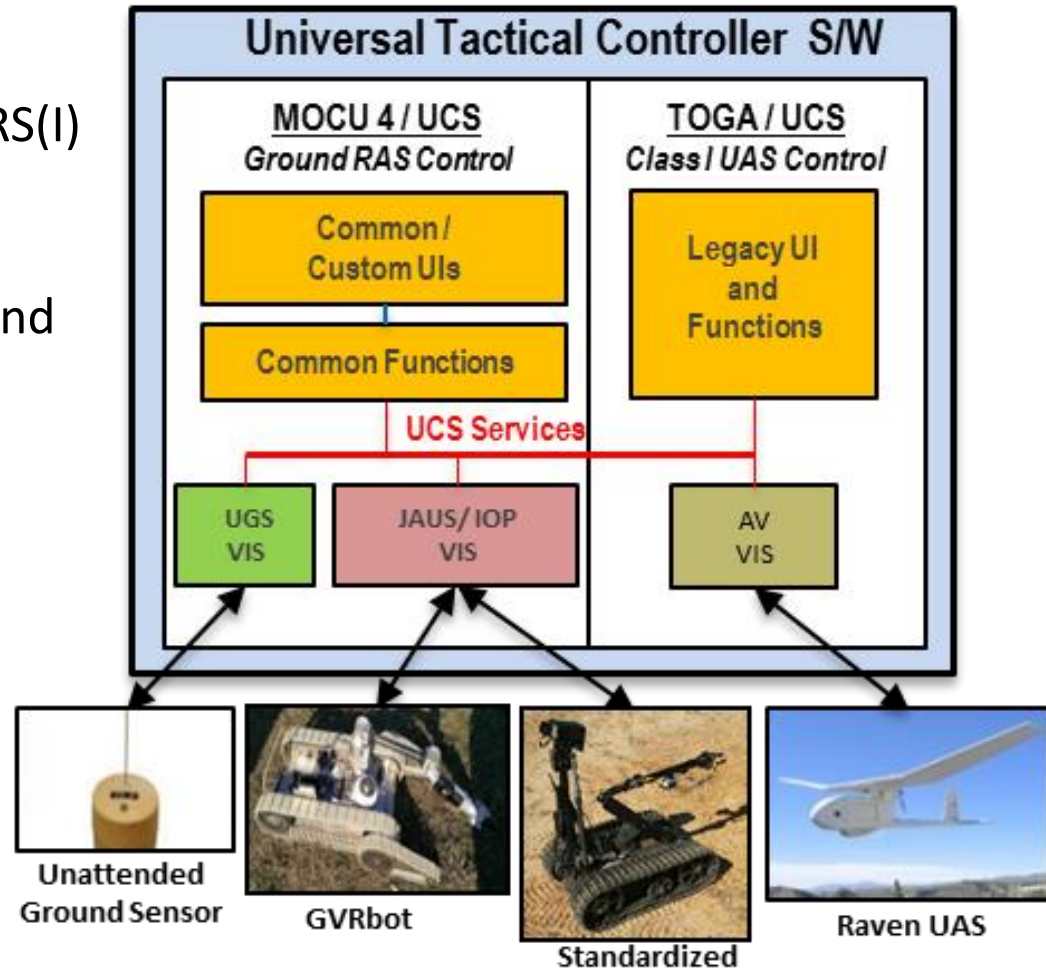 RS(I)
nd
Universal Tactical Controller S/W
MOCU 4 / UCS
Ground RAS Control
Common /
Custom UIs
Common Functions
TOGA / UCS
Class I UAS Control
Legacy UI
and
Functions
UCS Services
UGS
VIS
JAUS/ IOP
VIS
AV
VIS
Unattended
Ground Sensor
GVRbot
Standardized
Raven UAS